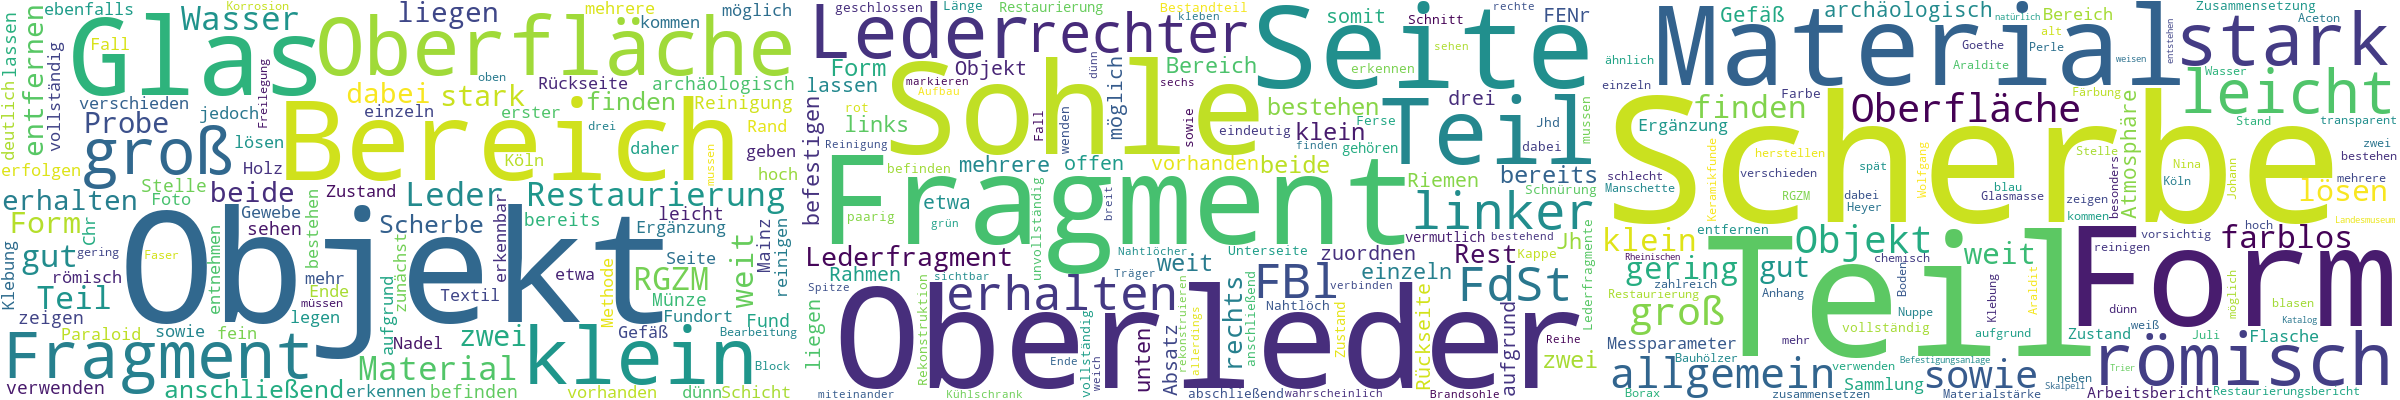 ebenfalls Korrosion liegen mehrere möglich
Glas Wasser kommen
entfernen Fall vollständig Oberfläche
deutlich lassen oben Rückseite archäologisch
verschieden jedoch Freilegung dabei stark finden Reinigung
Probe einzeln erster Rand
groß lösen Bereich drei daher müssen geben
erfolgen Holz Köln hoch
Stelle beide Zustand Leder Restaurierung
erhalten Foto Gewebe Scherbe bereits leicht
Form Chr sehen bestehen erkennbar Ergänzung
Klebung gut gering Faser entnehmen Objekt etwa Seite weit Mainz reinigen
römisch mehr zunächst RGZM
Teil Ende müssen Textil Methode Münze
zeigen legen aufgrund Gefäß Fundort Fund
Paraloid sowie fein zwei Bearbeitung
Fragment Nadel Material klein Block
verwenden anschließend erkennen befinden vorhanden dünn Schicht
geschlossen Länge Restaurierung Bestandteil somit Schnitt rechte
Leder rechter kleben Seite FENr
Form markieren Objekt dünn Bereich erkennen sehen
lassen Aufbau Sohle möglich sechs
befestigen rot Fall wenden sowie bestehen drei
links eindeutig klein Ferse Teil Jhd müssen
Reinigung finden gehören dabei
befinden mehrere offen vorhanden beide bereits
Fragment Riemen Schnürung
paarig etwa grün unvollständig breit linker
Nahtlöcher Unterseite vermutlich bestehend
Lederfragment zuordnen Rest Jh Kappe
Rahmen sichtbar Träger weit einzeln Lederfragmente
Spitze Rekonstruktion erhalten FBl verbinden FdSt
liegen Nahtlöch rechts anschließend Zustand Rückseite
Oberleder vollständig weich Ende allerdings rekonstruieren Absatz unten aufgrund Reihe zwei
miteinander Kühlschrank abschließend wahrscheinlich Brandsohle
Gefäß archäologisch natürlich Bereich Zusammensetzung
Material alt Aceton stark
ähnlich Goethe Perle weisen entstehen
einzeln Araldite Wasser leicht
finden Farbe Oberfläche Färbung
Ergänzung Atmosphäre Stand transparent
Keramikfunde herstellen Wolfgang Stelle zwei
Scherbe spät bestehen
schlecht verschieden Nina Johann mehrere
Manschette RGZM dabei blau Köln lösen
Heyer Glasmasse zeigen besonders
klein entfernen kommen hoch Landesmuseum
Rheinischen Objekt weit vorsichtig farblos
gering gut chemisch Boden reinigen
zahlreich Anhang Klebung Araldit
Restaurierung Teil Nuppe dünn möglich blasen Form
groß vollständig Zustand weiß Katalog
Messparameter mehr aufgrund Juli Flasche
Bauhölzer Befestigungsanlage römisch
allgemein verwenden sowie neben Trier
Sammlung Skalpell Arbeitsbericht
Borax zusammensetzen Materialstärke Restaurierungsbericht